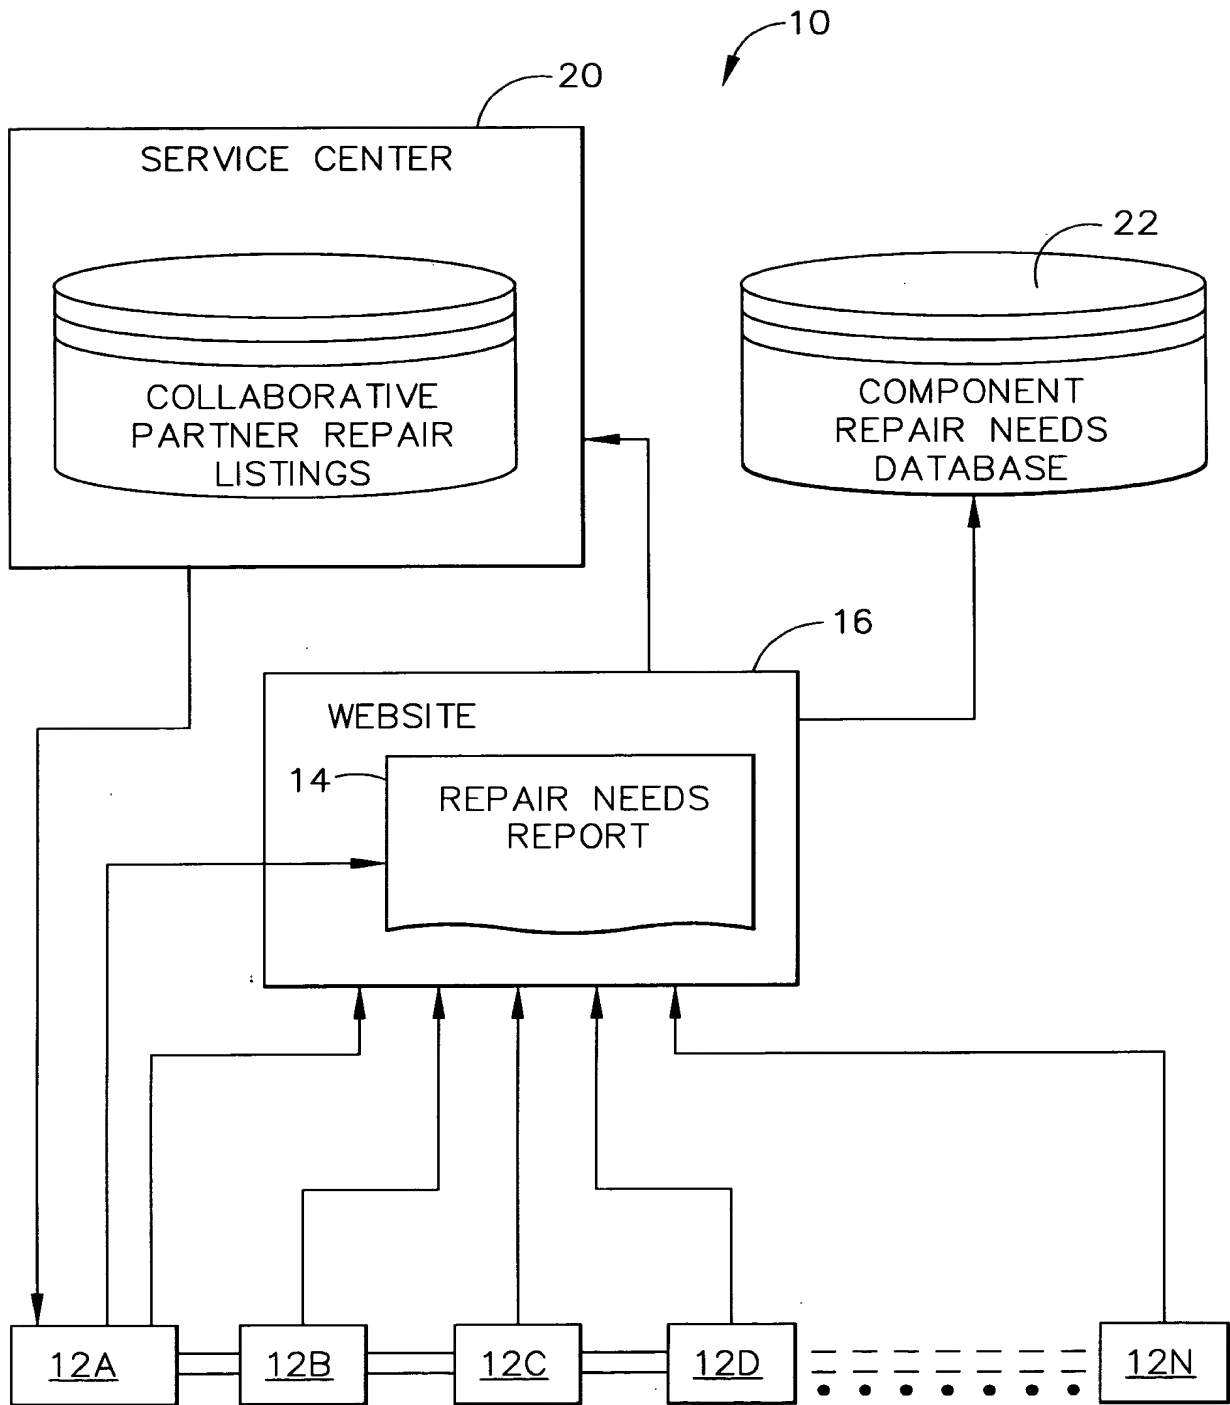 10
20
SERVICE CENTER
22
COLLABORATIVE
PARTNER REPAIR
LISTINGS
COMPONENT
REPAIR NEEDS
DATABASE
16
WEBSITE
14
REPAIR NEEDS
REPORT
12A
12B
12C
12D
12N